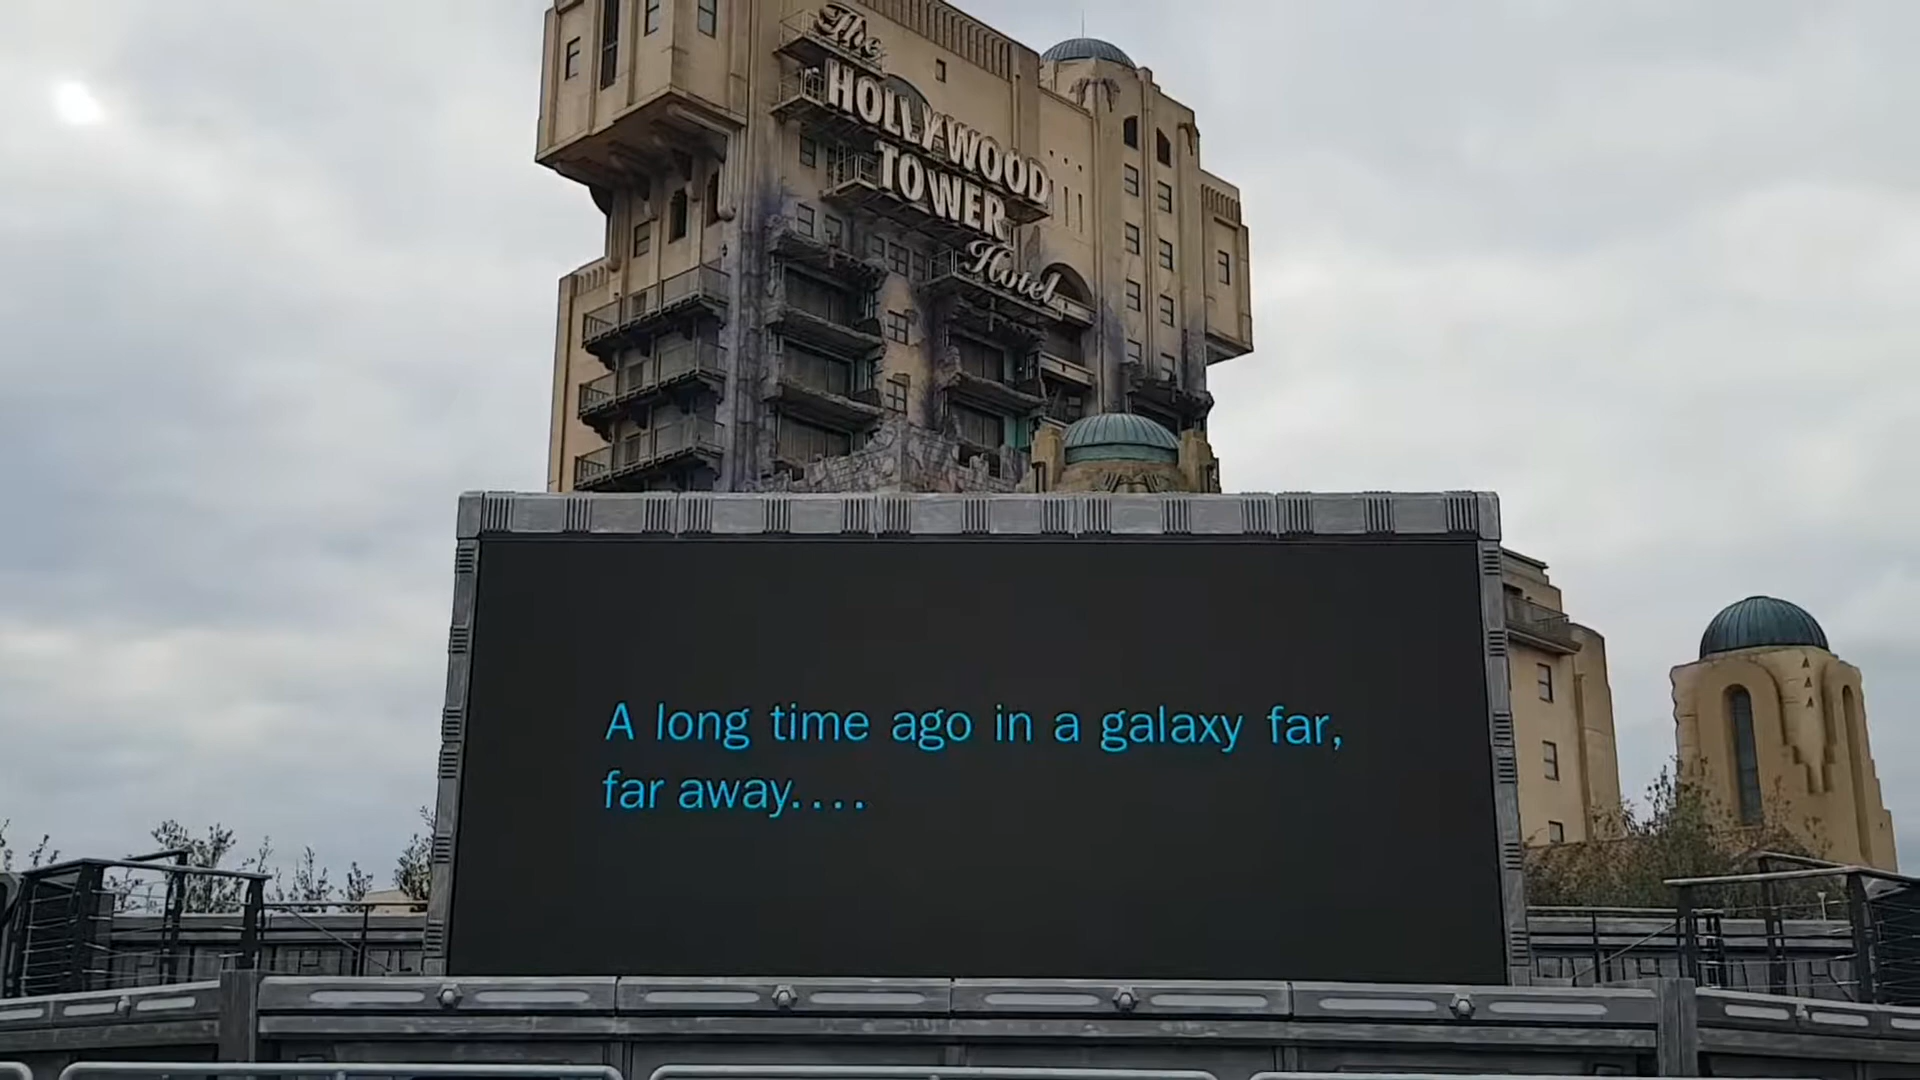 The
HOLLYWOOD
TOWER
Hotel
A long time ago in a galaxy far,
far away....